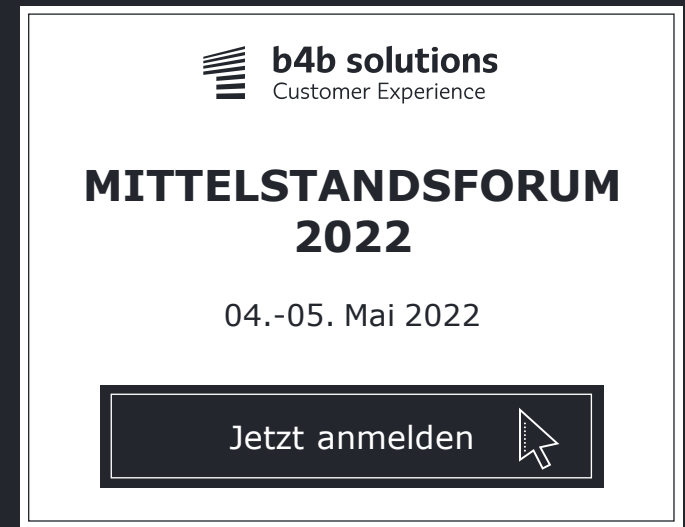 b4b solutions
Customer Experience
MITTELSTANDSFORUM
2022
04.-05. Mai 2022
Jetzt anmelden